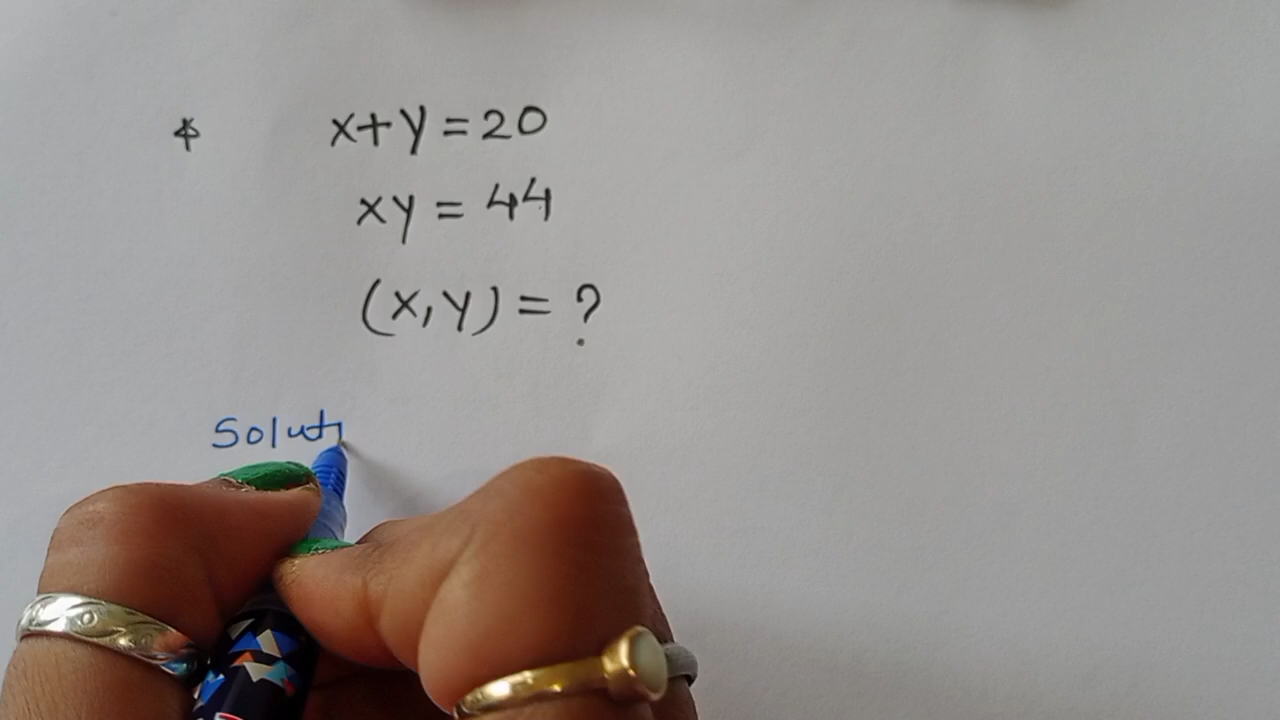 * x+y=20
xy = 44
(x,y) = ?
Soluti